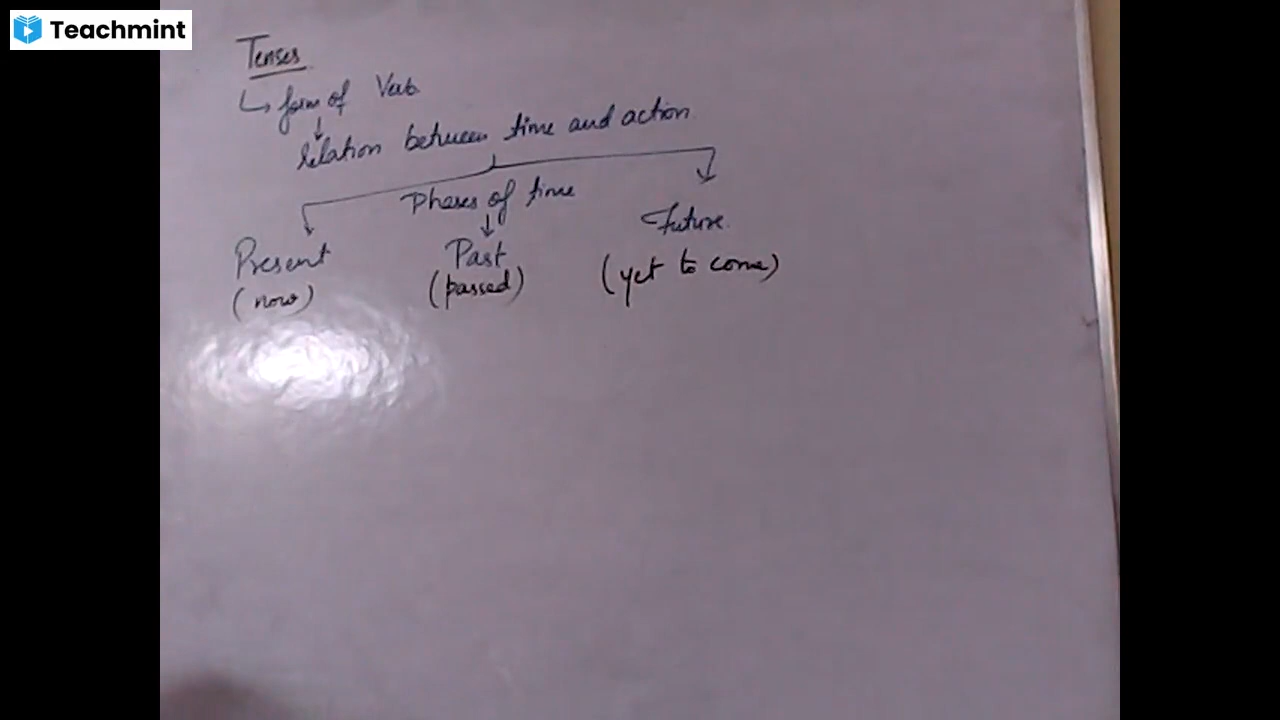 Teachmint
Tenses
↳ form of Verb
↓
Relation between time and action
Phases of time
Present Past Future
(now) (passed) (yet to come)